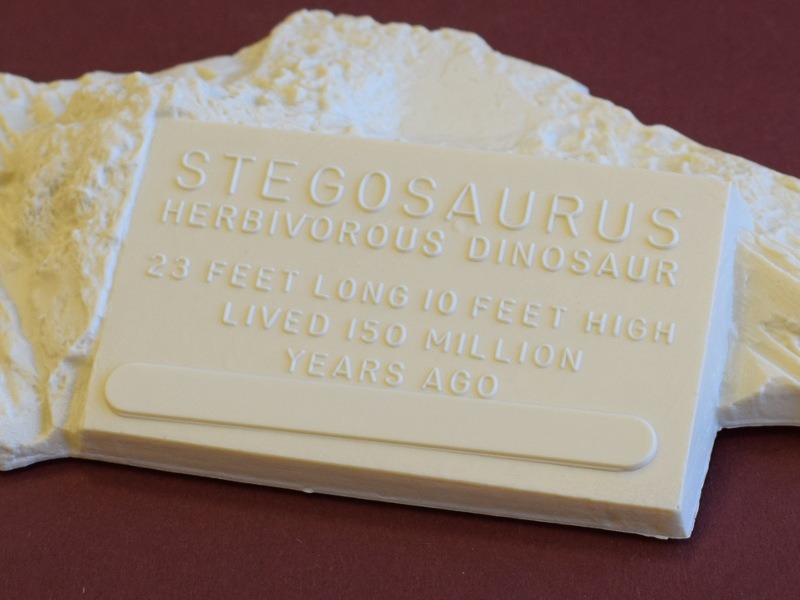 STEGOSAURUS
HERBIVOROUS DINOSAUR
23 FEET LONG 10 FEET HIGH
LIVED 150 MILLION
YEARS AGO